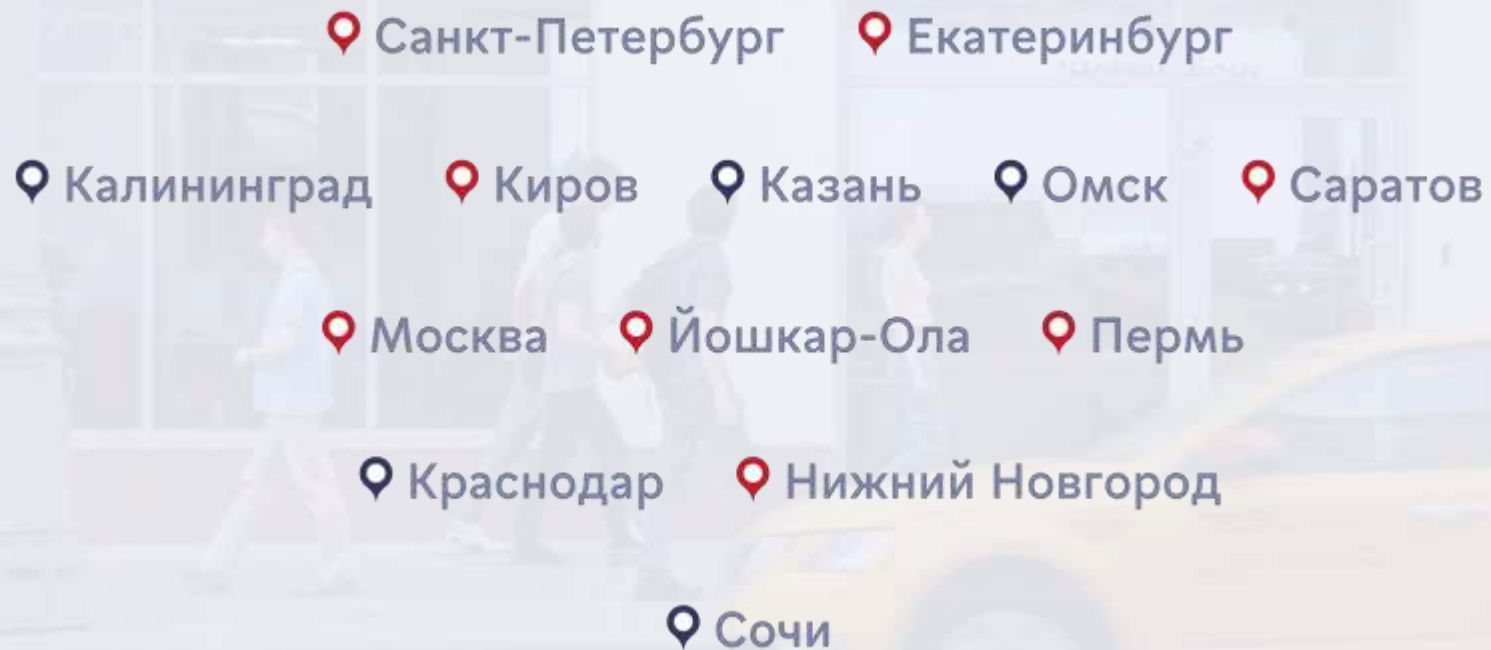 Санкт-Петербург Екатеринбург
Калининград Киров Казань Омск Саратов
Москва Йошкар-Ола Пермь
Краснодар Нижний Новгород
Сочи